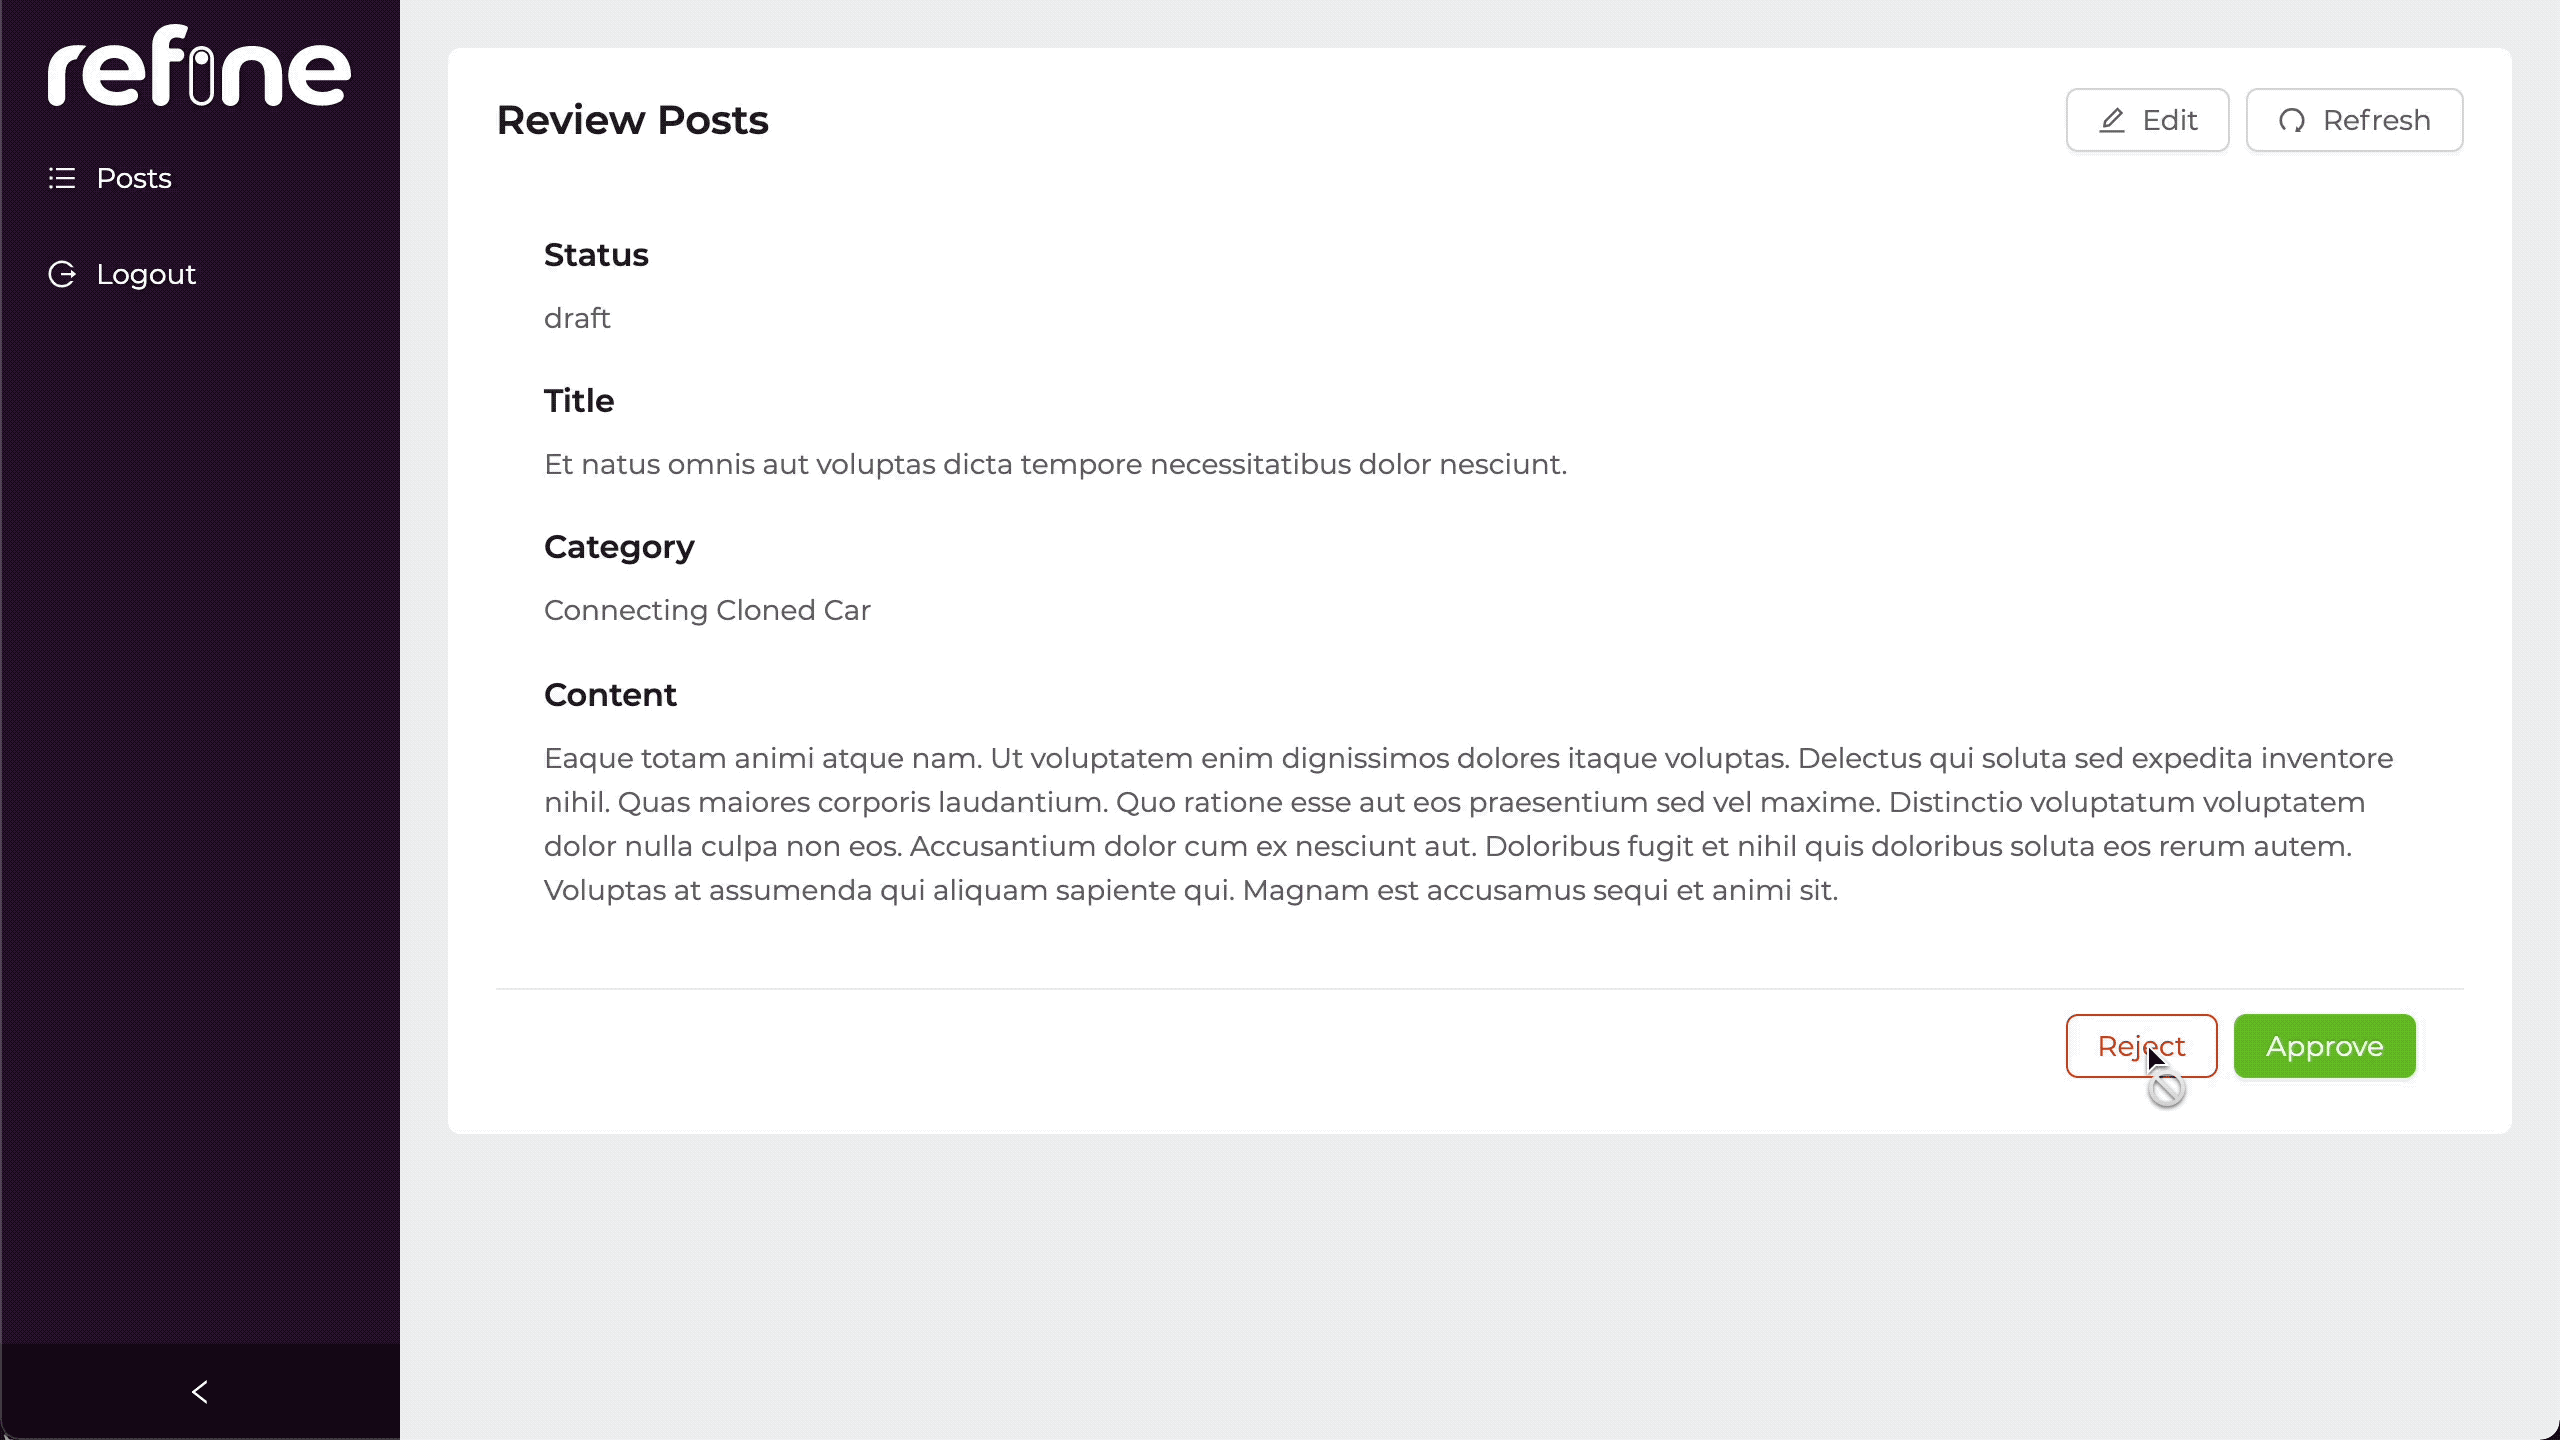 refine
Posts
Logout
Review Posts
Edit
Refresh
Status
draft
Title
Et natus omnis aut voluptas dicta tempore necessitatibus dolor nesciunt.
Category
Connecting Cloned Car
Content
Eaque totam animi atque nam. Ut voluptatem enim dignissimos dolores itaque voluptas. Delectus qui soluta sed expedita inventore
nihil. Quas maiores corporis laudantium. Quo ratione esse aut eos praesentium sed vel maxime. Distinctio voluptatum voluptatem
dolor nulla culpa non eos. Accusantium dolor cum ex nesciunt aut. Doloribus fugit et nihil quis doloribus soluta eos rerum autem.
Voluptas at assumenda qui aliquam sapiente qui. Magnam est accusamus sequi et animi sit.
Reject
Approve